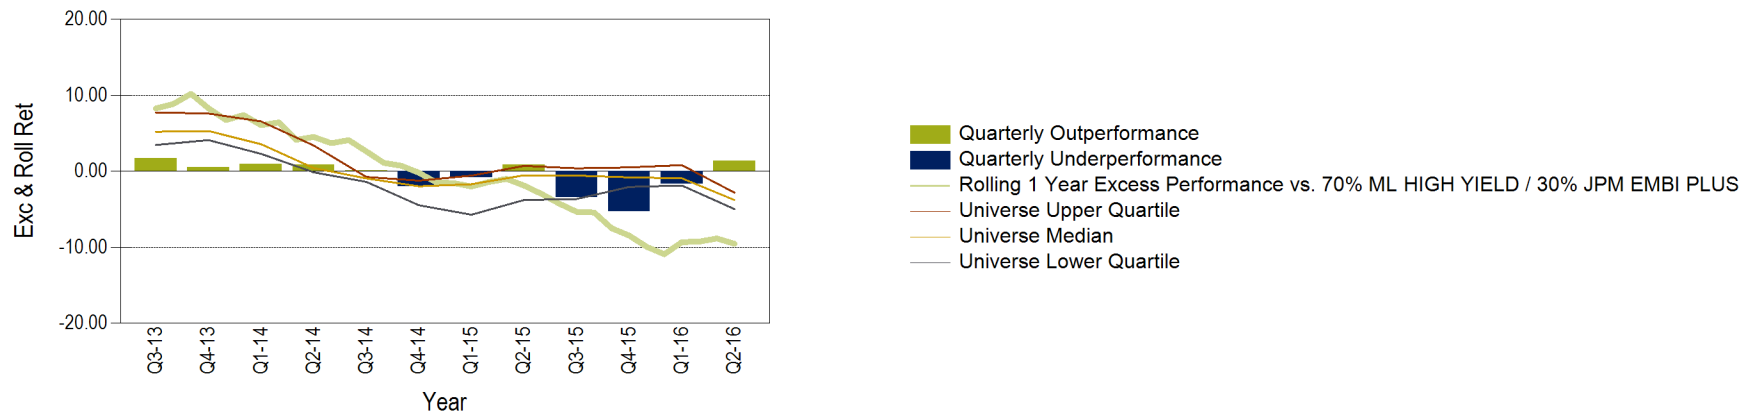 20.00
10.00
0.00
-10.00
-20.00
Exc & Roll Ret
Q3-13
Q4-13
Q1-14
Q2-14
Q3-14
Q4-14
Q1-15
Q2-15
Q3-15
Q4-15
Q1-16
Q2-16
Year
Quarterly Outperformance
Quarterly Underperformance
Rolling 1 Year Excess Performance vs. 70% ML HIGH YIELD / 30% JPM EMBI PLUS
Universe Upper Quartile
Universe Median
Universe Lower Quartile